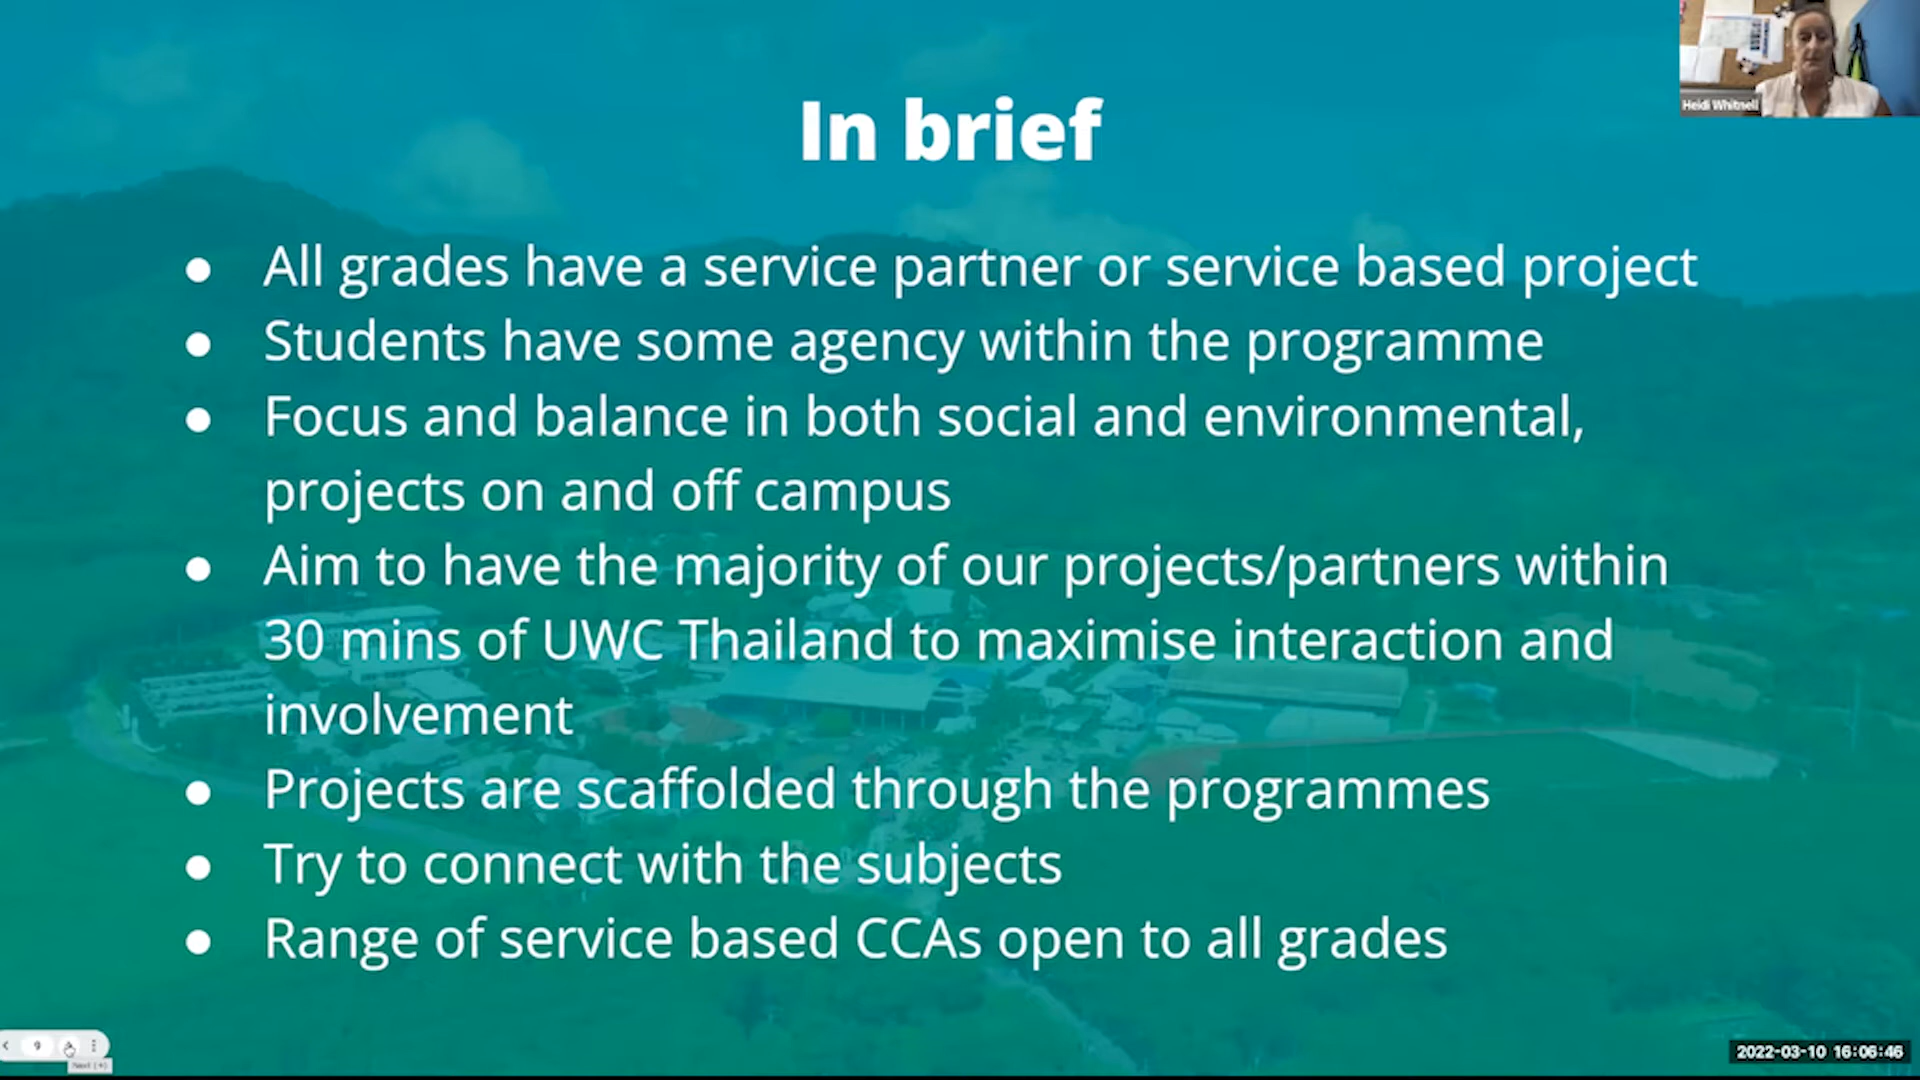 In brief
Heidi Whitnell
● All grades have a service partner or service based project
● Students have some agency within the programme
● Focus and balance in both social and environmental,
projects on and off campus
● Aim to have the majority of our projects/partners within
30 mins of UWC Thailand to maximise interaction and
involvement
● Projects are scaffolded through the programmes
● Try to connect with the subjects
● Range of service based CCAs open to all grades
9
Next (→)
2022-03-10 16:06:46